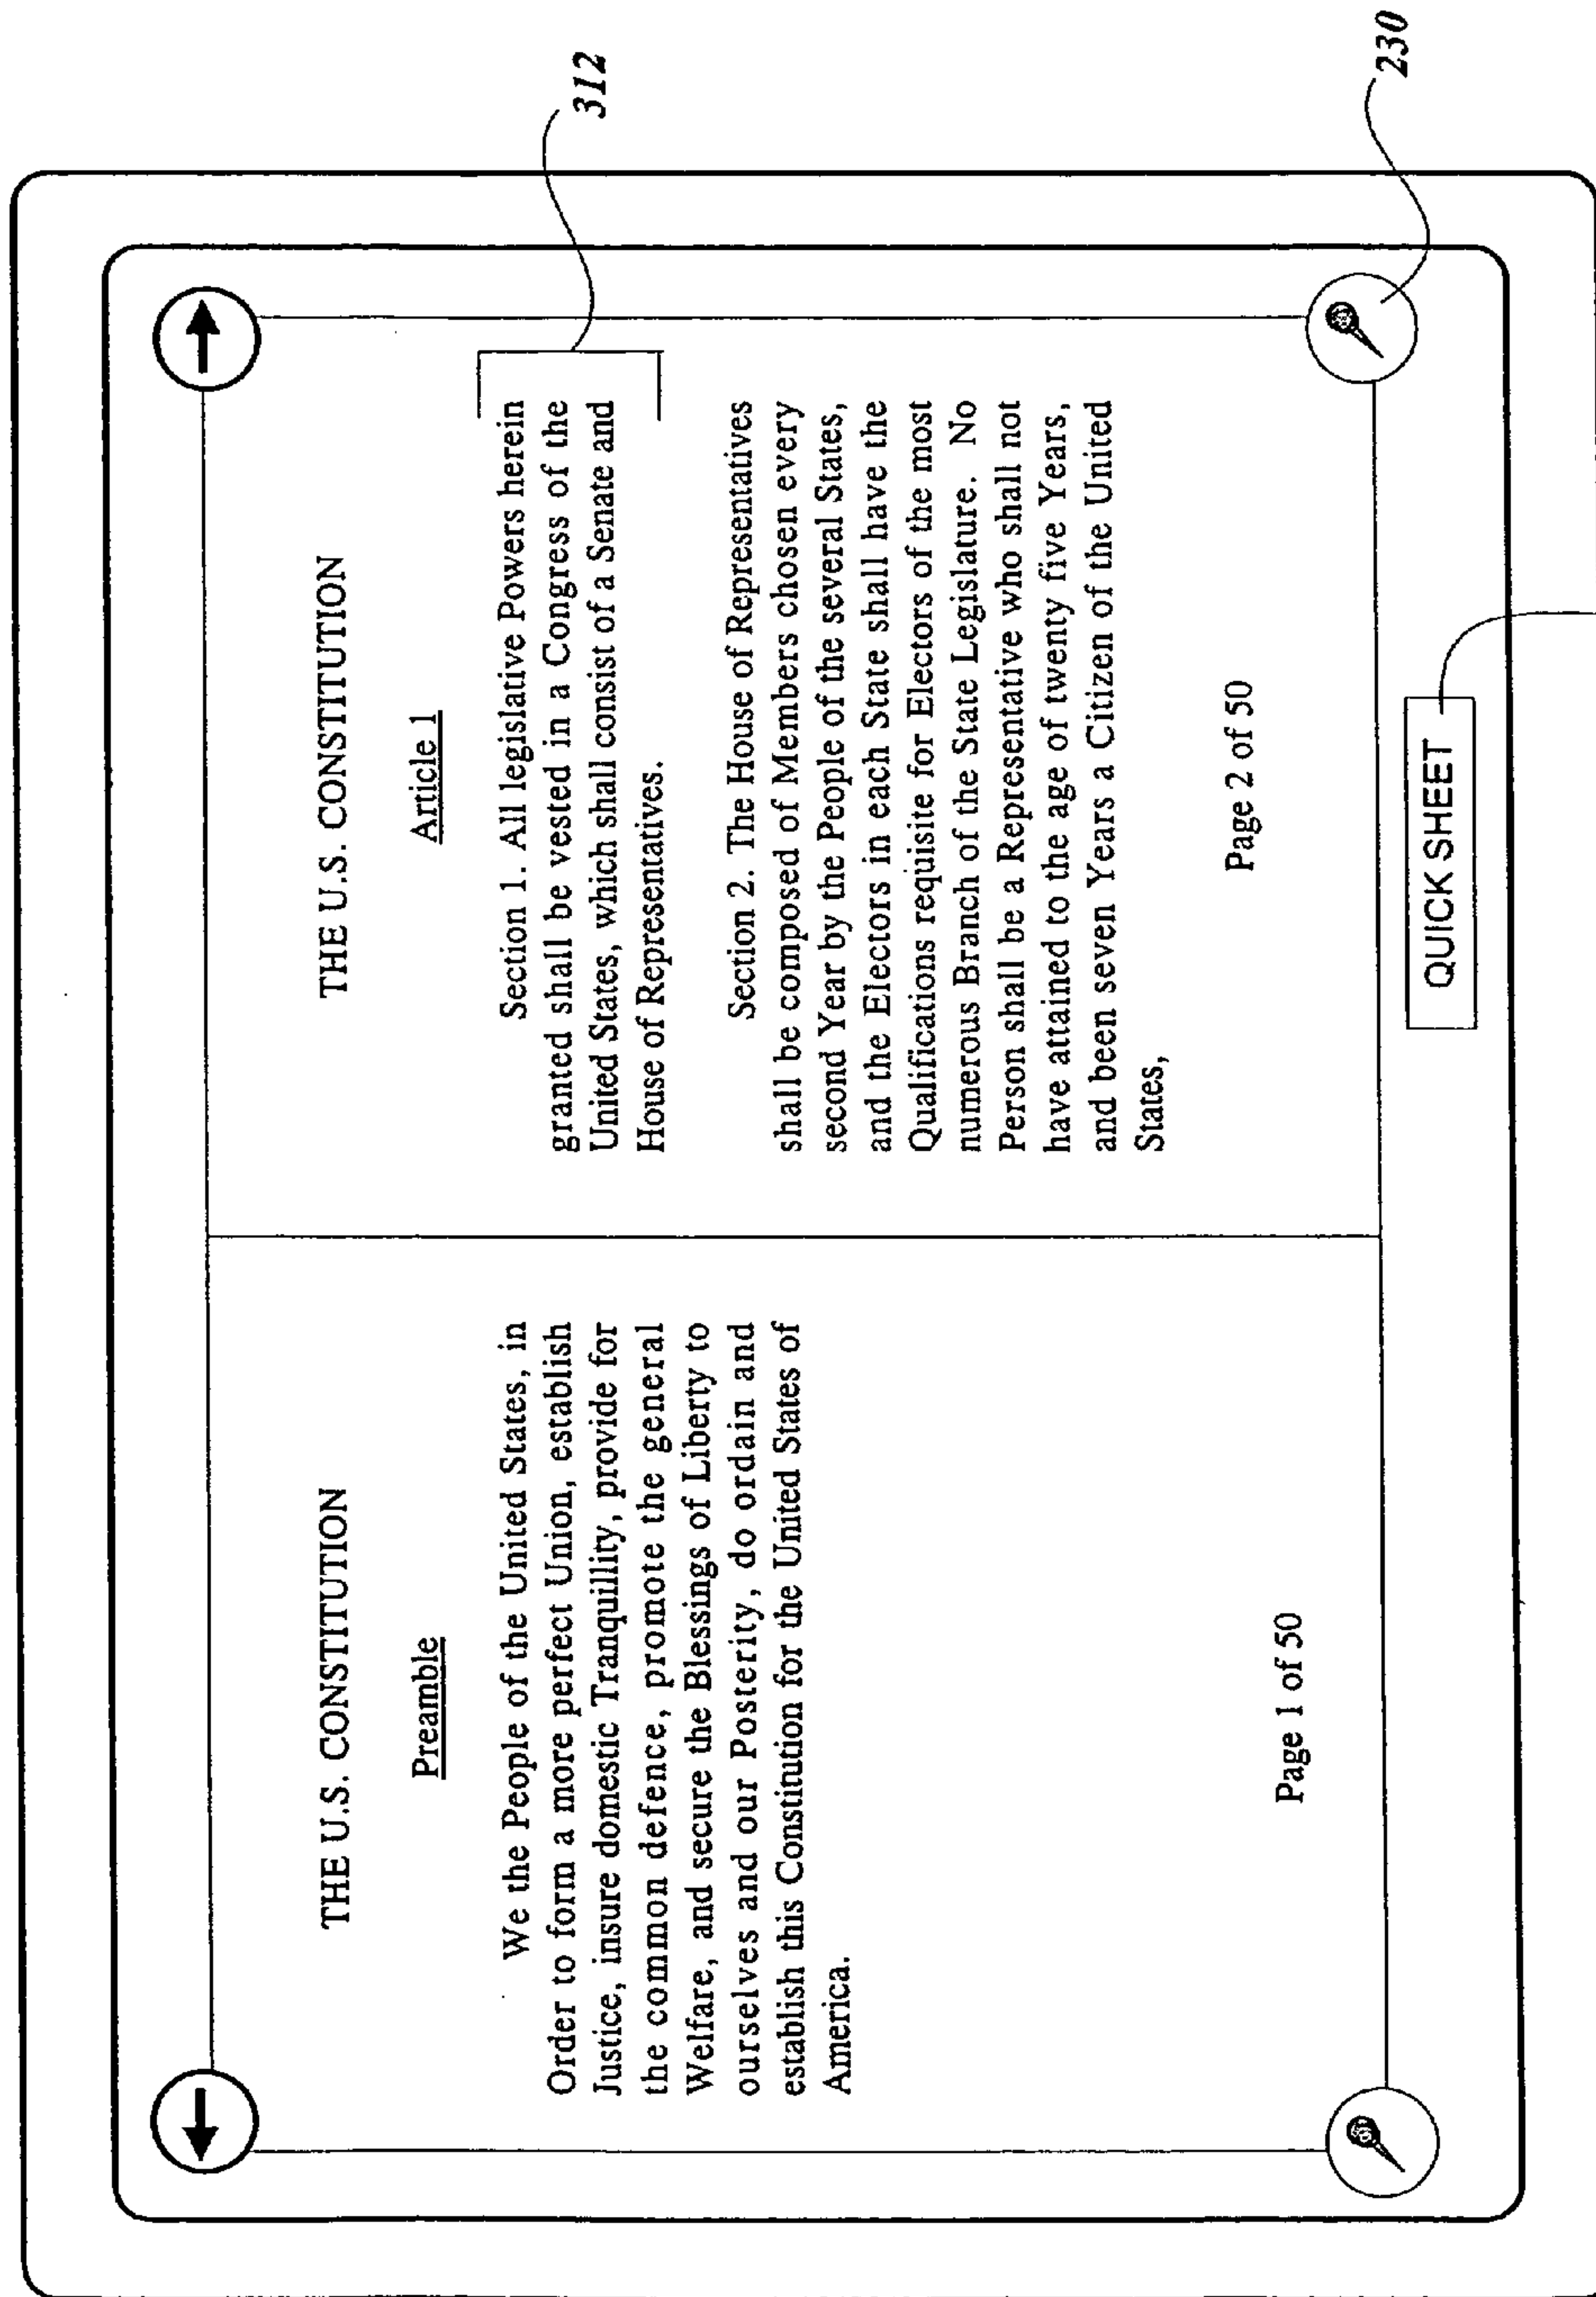 THE U.S. CONSTITUTION
Preamble
We the People of the United States, in
Order to form a more perfect Union, establish
Justice, insure domestic Tranquillity, provide for
the common defence, promote the general
Welfare, and secure the Blessings of Liberty to
ourselves and our Posterity, do ordain and
establish this Constitution for the United States of
America.
Page 1 of 50
THE U.S. CONSTITUTION
Article 1
Section 1. All legislative Powers herein
granted shall be vested in a Congress of the
United States, which shall consist of a Senate and
House of Representatives.
Section 2. The House of Representatives
shall be composed of Members chosen every
second Year by the People of the several States,
and the Electors in each State shall have the
Qualifications requisite for Electors of the most
numerous Branch of the State Legislature. No
Person shall be a Representative who shall not
have attained to the age of twenty five Years,
and been seven Years a Citizen of the United
States,
Page 2 of 50
QUICK SHEET
312
230